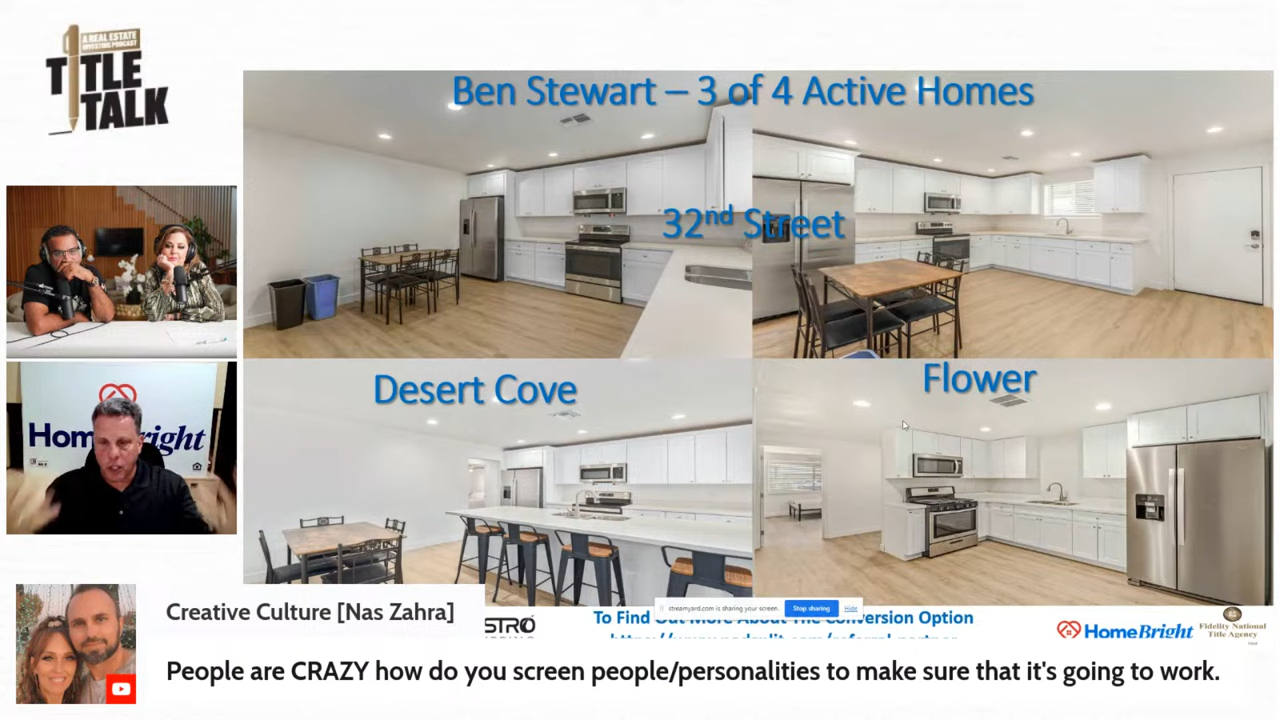 A REAL ESTATE
INVESTING PODCAST
TITLE
TALK
Ben Stewart – 3 of 4 Active Homes
32nd Street
Desert Cove
Flower
Home Bright
Creative Culture [Nas Zahra]
streamyard.com is sharing your screen.
Stop sharing
Hide
To Find Out More About The Conversion Option
HomeBright
Fidelity National
Title Agency
People are CRAZY how do you screen people/personalities to make sure that it's going to work.